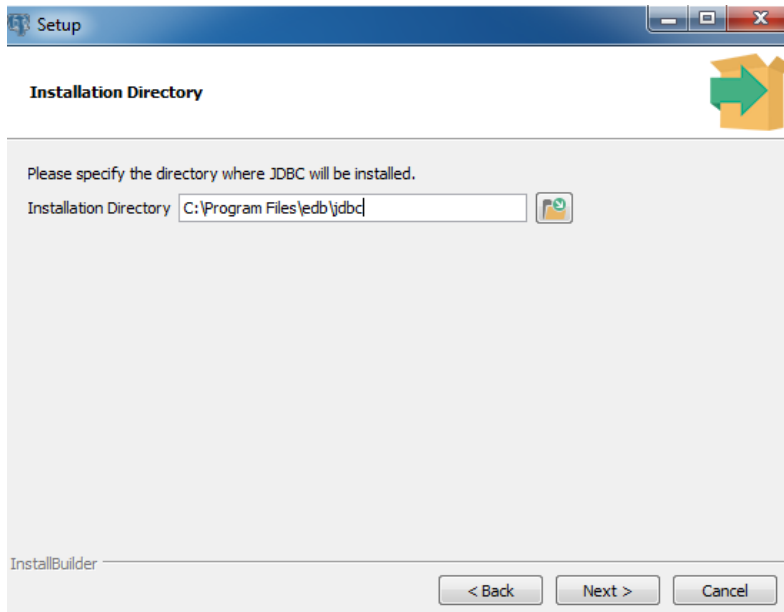 Setup
Installation Directory
Please specify the directory where JDBC will be installed.
Installation Directory C:\Program Files\edb\jdbc
InstallBuilder
< Back Next > Cancel